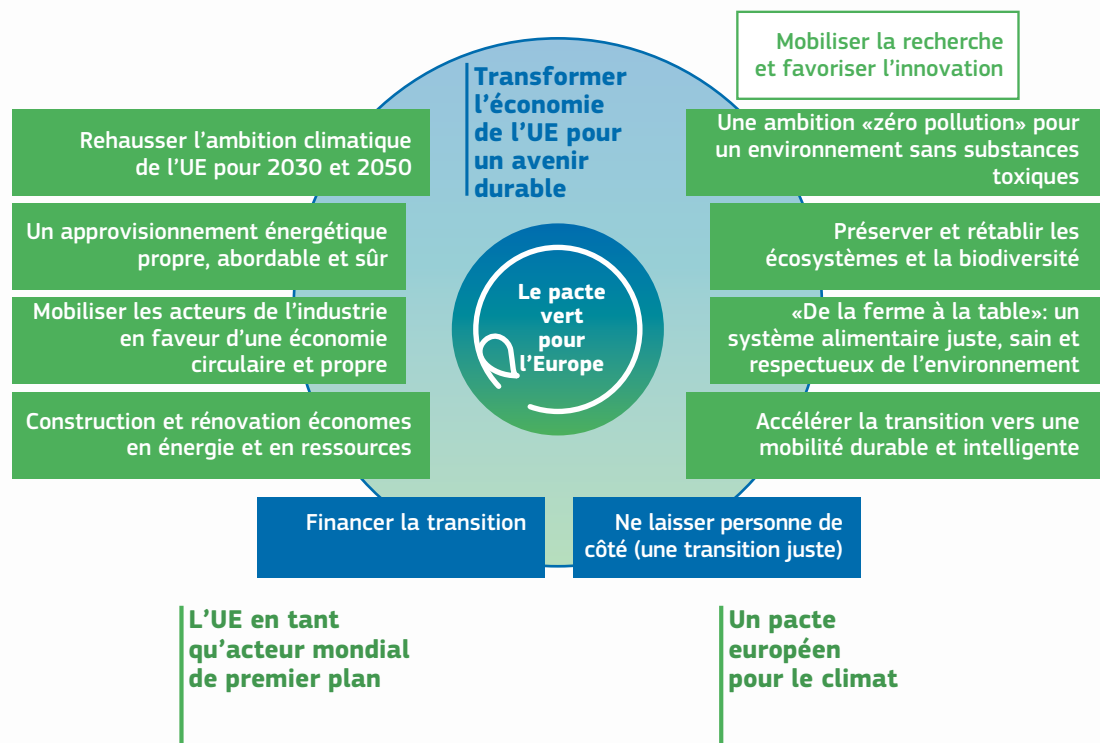 Mobiliser la recherche
et favoriser l’innovation
Transformer
l’économie
de l’UE pour
un avenir
durable
Rehausser l’ambition climatique
de l’UE pour 2030 et 2050
Un approvisionnement énergétique
propre, abordable et sûr
Mobiliser les acteurs de l’industrie
en faveur d’une économie
circulaire et propre
Construction et rénovation économes
en énergie et en ressources
Le pacte
vert
pour
l’Europe
Une ambition «zéro pollution» pour
un environnement sans substances
toxiques
Préserver et rétablir les
écosystèmes et la biodiversité
«De la ferme à la table»: un
système alimentaire juste, sain et
respectueux de l’environnement
Accélérer la transition vers une
mobilité durable et intelligente
Financer la transition
Ne laisser personne de
côté (une transition juste)
L’UE en tant
qu’acteur mondial
de premier plan
Un pacte
européen
pour le climat